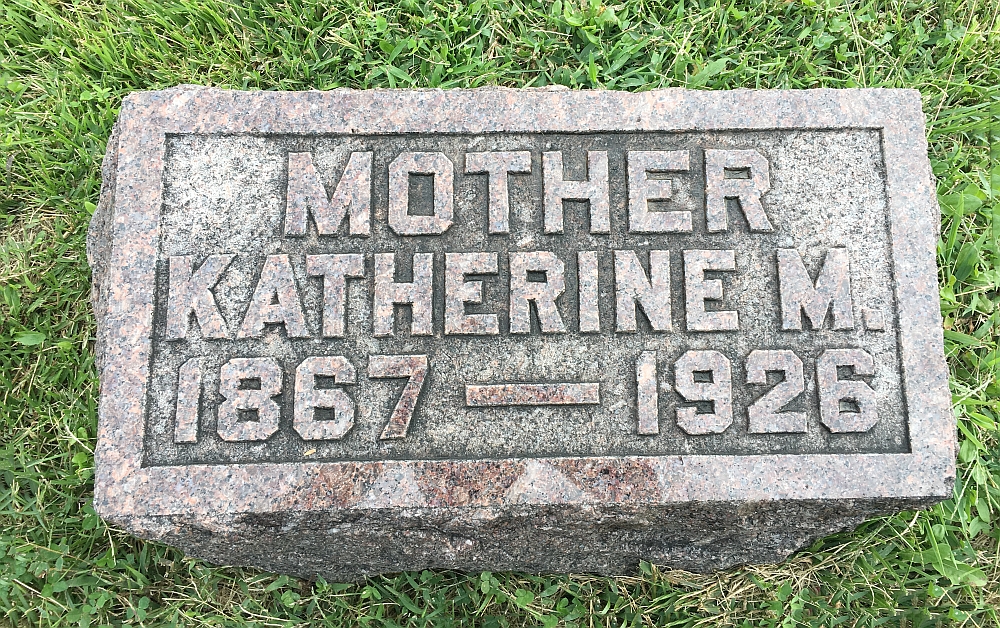 MOTHER
KATHERINE M.
1867 — 1926